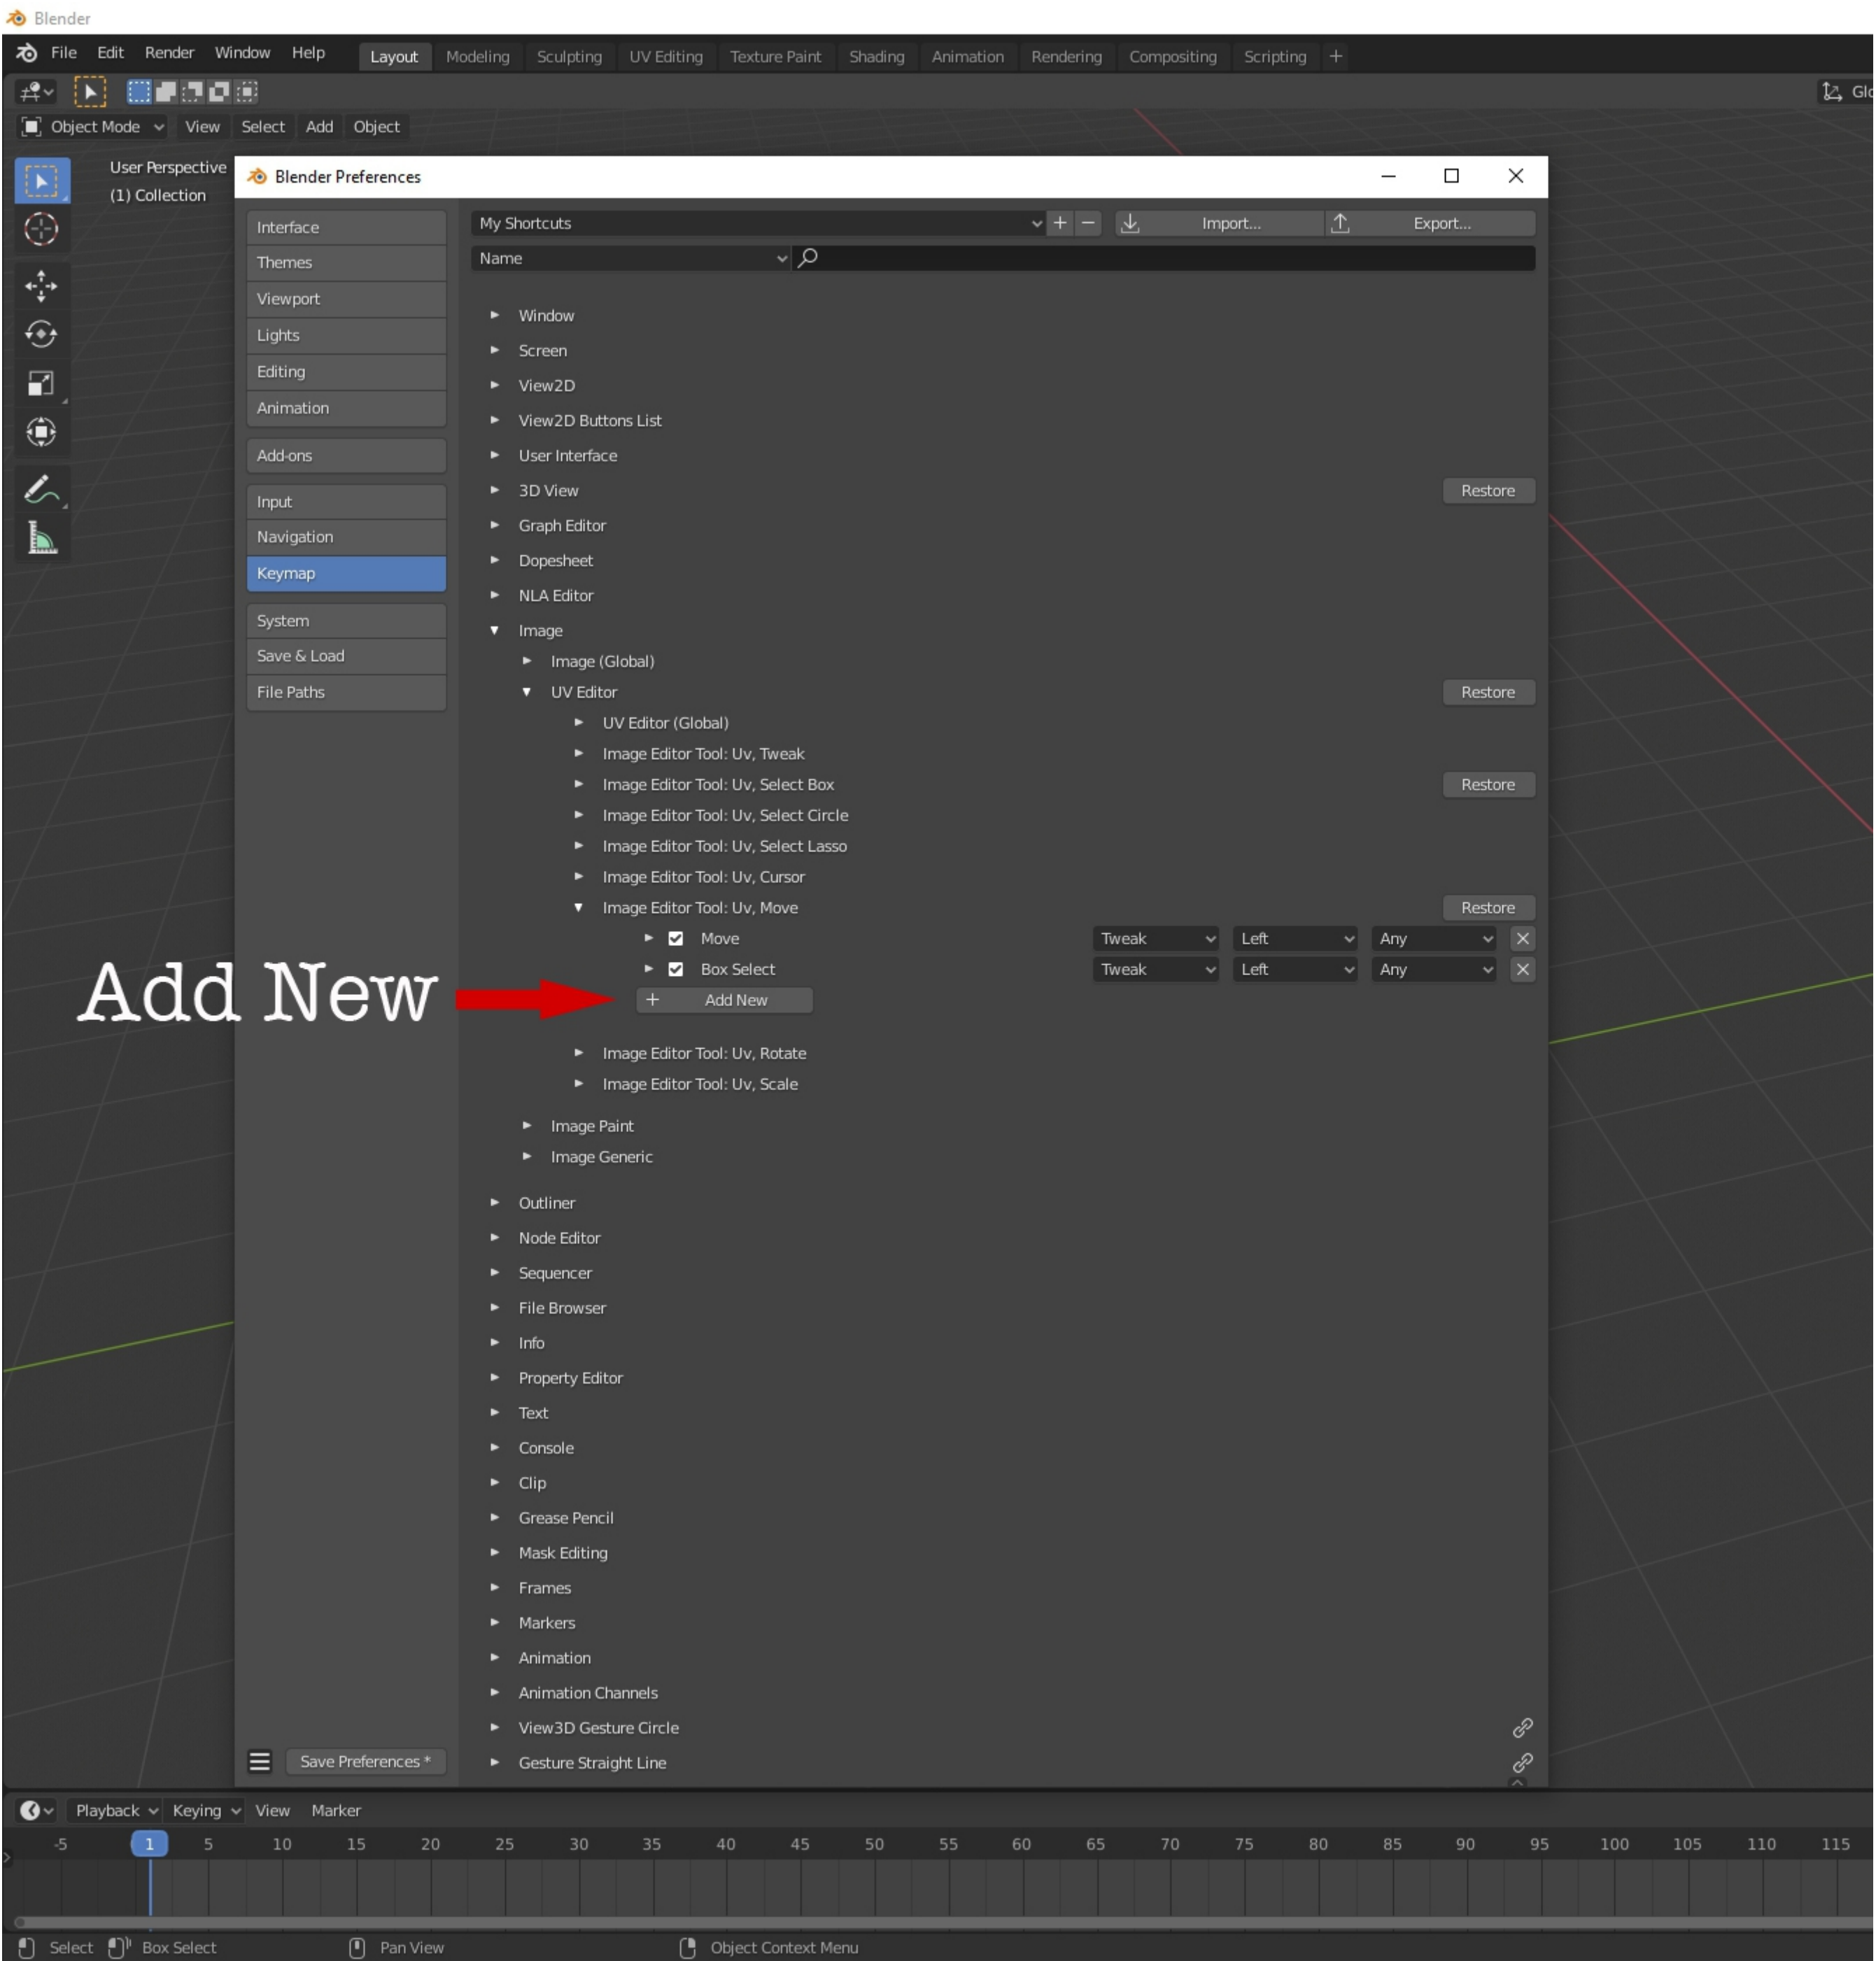 Blender
File Edit Render Window Help Layout Modeling Sculpting UV Editing Texture Paint Shading Animation Rendering Compositing Scripting +
Object Mode View Select Add Object
User Perspective
(1) Collection
Blender Preferences
Interface
Themes
Viewport
Lights
Editing
Animation
Add-ons
Input
Navigation
Keymap
System
Save & Load
File Paths
Save Preferences *
My Shortcuts + − Import... Export...
Name
Window
Screen
View2D
View2D Buttons List
User Interface
3D View Restore
Graph Editor
Dopesheet
NLA Editor
Image
Image (Global)
UV Editor Restore
UV Editor (Global)
Image Editor Tool: Uv, Tweak
Image Editor Tool: Uv, Select Box Restore
Image Editor Tool: Uv, Select Circle
Image Editor Tool: Uv, Select Lasso
Image Editor Tool: Uv, Cursor
Image Editor Tool: Uv, Move Restore
Move Tweak Left Any
Box Select Tweak Left Any
Add New
+ Add New
Image Editor Tool: Uv, Rotate
Image Editor Tool: Uv, Scale
Image Paint
Image Generic
Outliner
Node Editor
Sequencer
File Browser
Info
Property Editor
Text
Console
Clip
Grease Pencil
Mask Editing
Frames
Markers
Animation
Animation Channels
View3D Gesture Circle
Gesture Straight Line
Playback Keying View Marker
-5 1 5 10 15 20 25 30 35 40 45 50 55 60 65 70 75 80 85 90 95 100 105 110 115
Select Box Select Pan View Object Context Menu